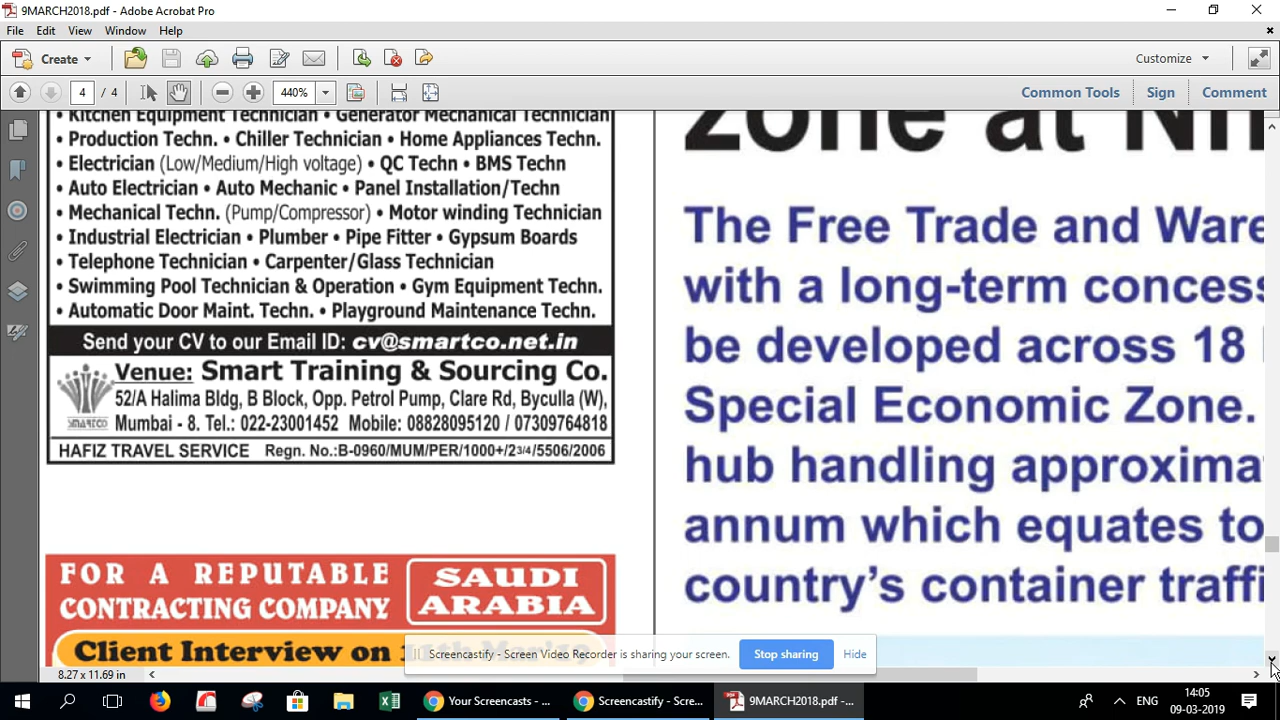 9MARCH2018.pdf - Adobe Acrobat Pro
File Edit View Window Help
Create
Customize
4 / 4
440%
Common Tools Sign Comment
• Kitchen Equipment Technician • Generator Mechanical Technician
• Production Techn. • Chiller Technician • Home Appliances Techn.
• Electrician (Low/Medium/High voltage) • QC Techn • BMS Techn
• Auto Electrician • Auto Mechanic • Panel Installation/Techn
• Mechanical Techn. (Pump/Compressor) • Motor winding Technician
• Industrial Electrician • Plumber • Pipe Fitter • Gypsum Boards
• Telephone Technician • Carpenter/Glass Technician
• Swimming Pool Technician & Operation • Gym Equipment Techn.
• Automatic Door Maint. Techn. • Playground Maintenance Techn.
Send your CV to our Email ID: cv@smartco.net.in
Venue: Smart Training & Sourcing Co.
52/A Halima Bldg, B Block, Opp. Petrol Pump, Clare Rd, Byculla (W),
SMARTCO
Mumbai - 8. Tel.: 022-23001452 Mobile: 08828095120 / 07309764818
HAFIZ TRAVEL SERVICE Regn. No.:B-0960/MUM/PER/1000+/23/4/5506/2006
FOR A REPUTABLE
CONTRACTING COMPANY
SAUDI
ARABIA
Client Interview on
Zone at
The Free Trade and
with a long-term
be developed across 18
Special Economic Zone.
hub handling
annum which equates to
country's container
Screencastify - Screen Video Recorder is sharing your screen.
Stop sharing
Hide
8.27 x 11.69 in
Your Screencasts - ...
Screencastify - Scre...
9MARCH2018.pdf -...
ENG
14:05
09-03-2019